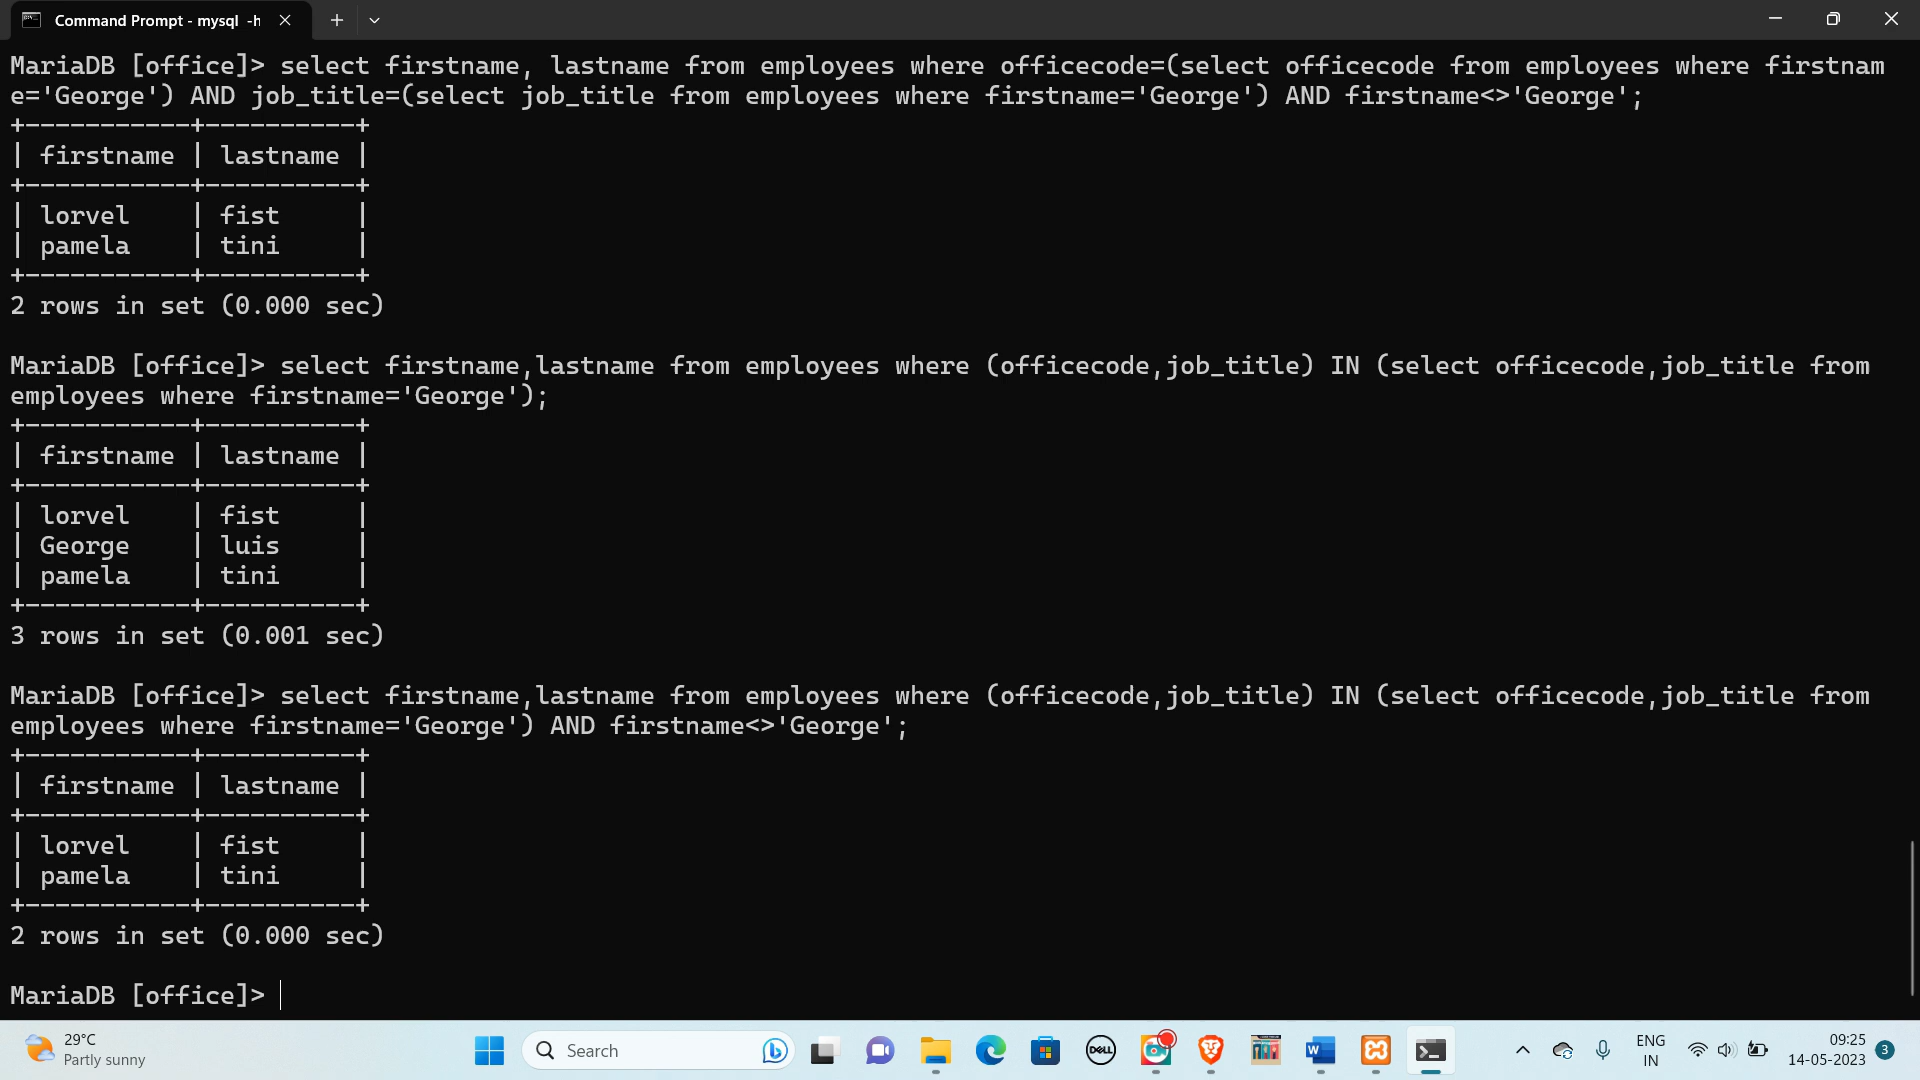 Command Prompt - mysql  -h
MariaDB [office]> select firstname, lastname from employees where officecode=(select officecode from employees where firstnam
e='George') AND job_title=(select job_title from employees where firstname='George') AND firstname<>'George';
+-----------+----------+
| firstname | lastname |
+-----------+----------+
| lorvel    | fist     |
| pamela    | tini     |
+-----------+----------+
2 rows in set (0.000 sec)
MariaDB [office]> select firstname,lastname from employees where (officecode,job_title) IN (select officecode,job_title from
employees where firstname='George');
+-----------+----------+
| firstname | lastname |
+-----------+----------+
| lorvel    | fist     |
| George    | luis     |
| pamela    | tini     |
+-----------+----------+
3 rows in set (0.001 sec)
MariaDB [office]> select firstname,lastname from employees where (officecode,job_title) IN (select officecode,job_title from
employees where firstname='George') AND firstname<>'George';
+-----------+----------+
| firstname | lastname |
+-----------+----------+
| lorvel    | fist     |
| pamela    | tini     |
+-----------+----------+
2 rows in set (0.000 sec)
MariaDB [office]>
29°C
Partly sunny
Search
DELL
W
ENG
IN
09:25
14-05-2023
3